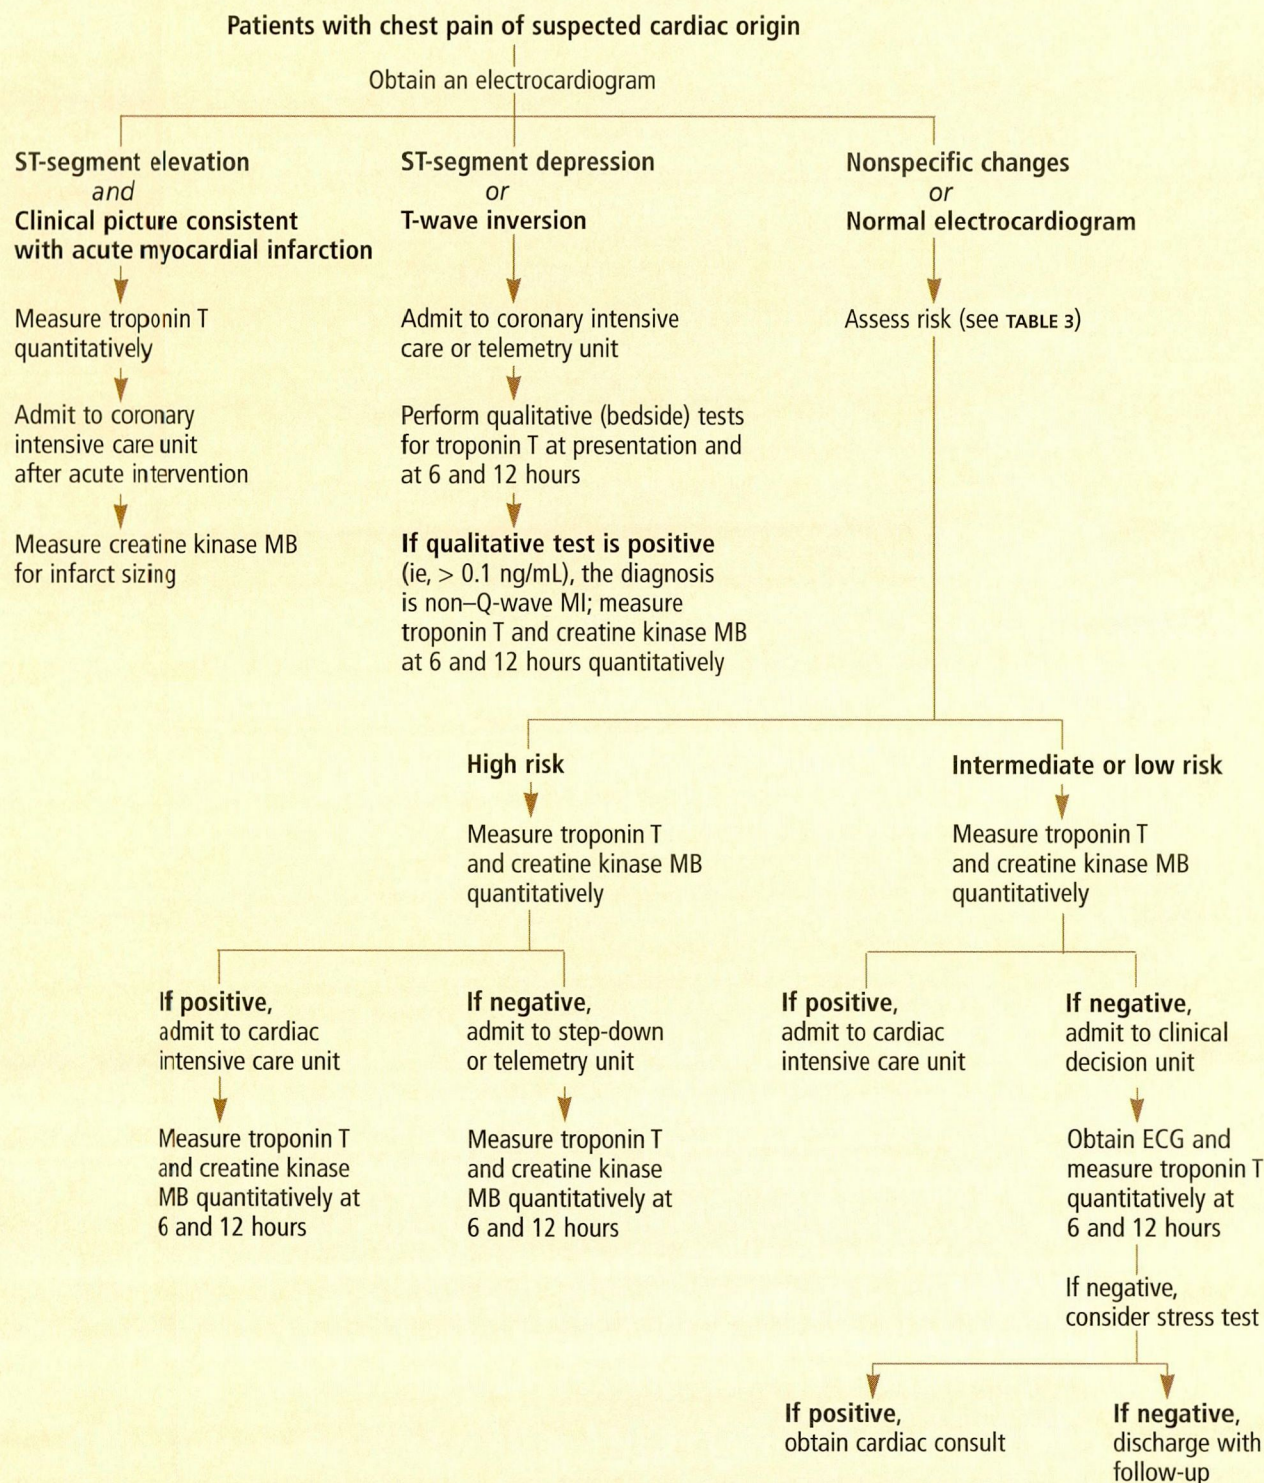 Patients with chest pain of suspected cardiac origin
Obtain an electrocardiogram
ST-segment elevation
and
Clinical picture consistent
with acute myocardial infarction
Measure troponin T
quantitatively
Admit to coronary
intensive care unit
after acute intervention
Measure creatine kinase MB
for infarct sizing
ST-segment depression
or
T-wave inversion
Admit to coronary intensive
care or telemetry unit
Perform qualitative (bedside) tests
for troponin T at presentation and
at 6 and 12 hours
If qualitative test is positive
(ie, > 0.1 ng/mL), the diagnosis
is non–Q-wave MI; measure
troponin T and creatine kinase MB
at 6 and 12 hours quantitatively
Nonspecific changes
or
Normal electrocardiogram
Assess risk (see TABLE 3)
High risk
Measure troponin T
and creatine kinase MB
quantitatively
If positive,
admit to cardiac
intensive care unit
Measure troponin T
and creatine kinase
MB quantitatively at
6 and 12 hours
If negative,
admit to step-down
or telemetry unit
Measure troponin T
and creatine kinase
MB quantitatively at
6 and 12 hours
Intermediate or low risk
Measure troponin T
and creatine kinase MB
quantitatively
If positive,
admit to cardiac
intensive care unit
If negative,
admit to clinical
decision unit
Obtain ECG and
measure troponin T
quantitatively at
6 and 12 hours
If negative,
consider stress test
If positive,
obtain cardiac consult
If negative,
discharge with
follow-up